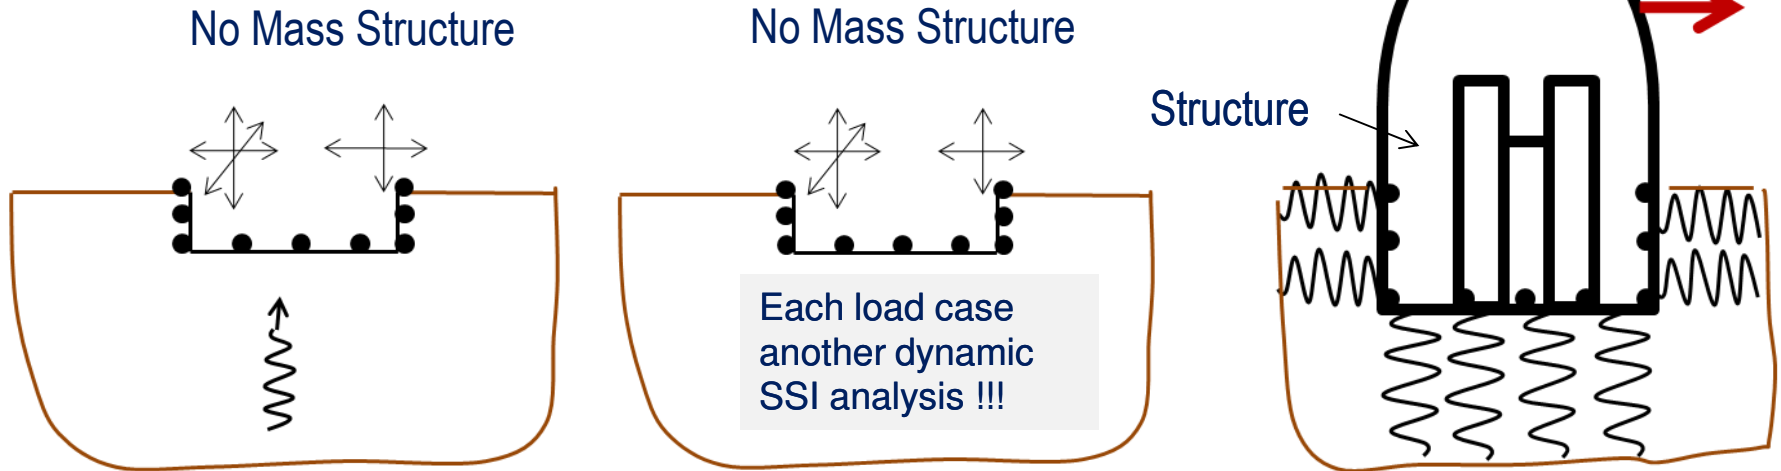 No Mass Structure
No Mass Structure
Structure
Each load case
another dynamic
SSI analysis !!!